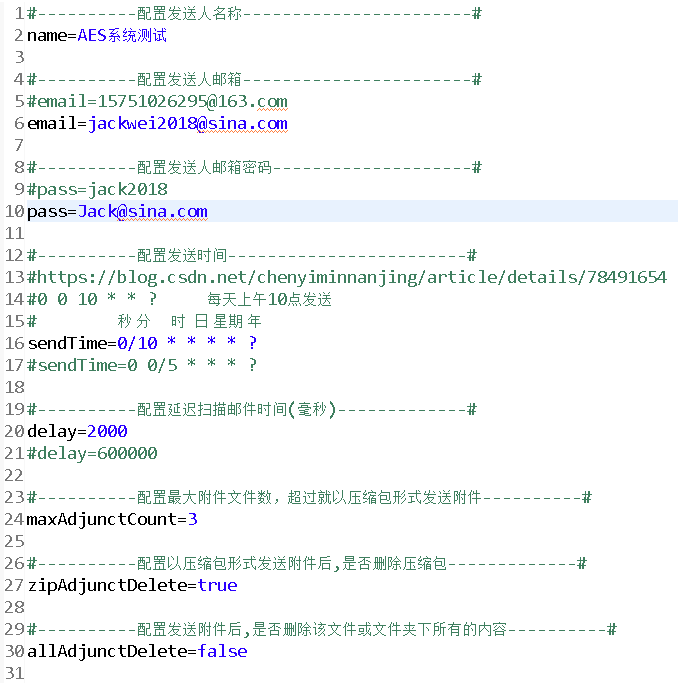 1 #----------配置发送人名称-----------------------#
2 name=AES系统测试
3
4 #----------配置发送人邮箱-----------------------#
5 #email=15751026295@163.com
6 email=jackwei2018@sina.com
7
8 #----------配置发送人邮箱密码--------------------#
9 #pass=jack2018
10 pass=Jack@sina.com
11
12 #----------配置发送时间------------------------#
13 #https://blog.csdn.net/chenyiminnanjing/article/details/78491654
14 #0 0 10 * * ?     每天上午10点发送
15 #        秒 分  时 日 星期 年
16 sendTime=0/10 * * * * ?
17 #sendTime=0 0/5 * * * ?
18
19 #----------配置延迟扫描邮件时间(毫秒)-------------#
20 delay=2000
21 #delay=600000
22
23 #----------配置最大附件文件数，超过就以压缩包形式发送附件----------#
24 maxAdjunctCount=3
25
26 #----------配置以压缩包形式发送附件后,是否删除压缩包-------------#
27 zipAdjunctDelete=true
28
29 #----------配置发送附件后,是否删除该文件或文件夹下所有的内容----------#
30 allAdjunctDelete=false
31